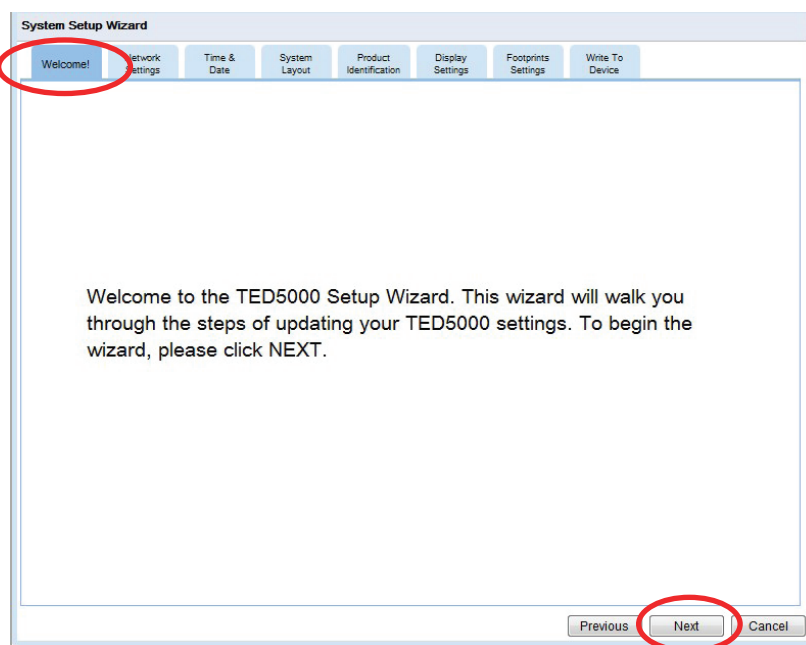 System Setup Wizard
Welcome!
Network
Settings
Time &
Date
System
Layout
Product
Identification
Display
Settings
Footprints
Settings
Write To
Device
Welcome to the TED5000 Setup Wizard. This wizard will walk you
through the steps of updating your TED5000 settings. To begin the
wizard, please click NEXT.
Previous
Next
Cancel